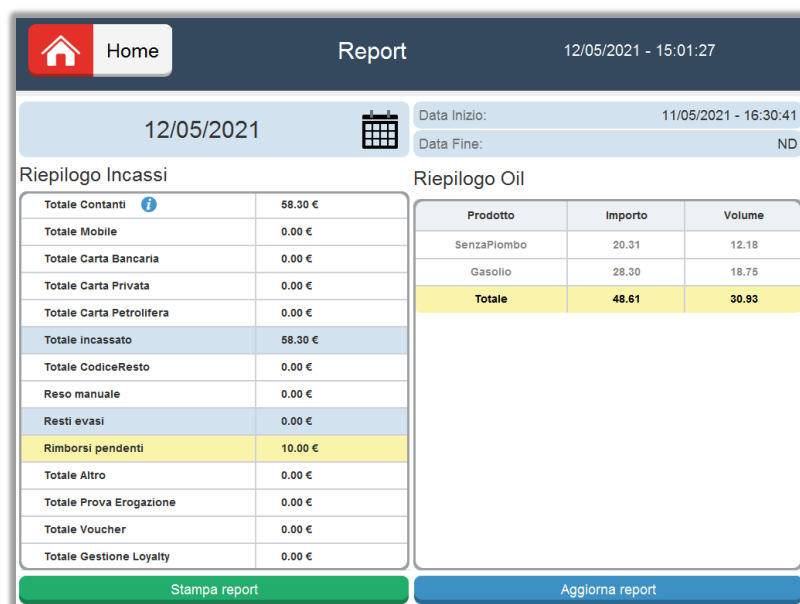 Home
Report
12/05/2021 - 15:01:27
12/05/2021
Data Inizio: 11/05/2021 - 16:30:41
Data Fine: ND
Riepilogo Incassi
Totale Contanti i 58.30 €
Totale Mobile 0.00 €
Totale Carta Bancaria 0.00 €
Totale Carta Privata 0.00 €
Totale Carta Petrolifera 0.00 €
Totale incassato 58.30 €
Totale CodiceResto 0.00 €
Reso manuale 0.00 €
Resti evasi 0.00 €
Rimborsi pendenti 10.00 €
Totale Altro 0.00 €
Totale Prova Erogazione 0.00 €
Totale Voucher 0.00 €
Totale Gestione Loyalty 0.00 €
Stampa report
Riepilogo Oil
Prodotto Importo Volume
SenzaPiombo 20.31 12.18
Gasolio 28.30 18.75
Totale 48.61 30.93
Aggiorna report